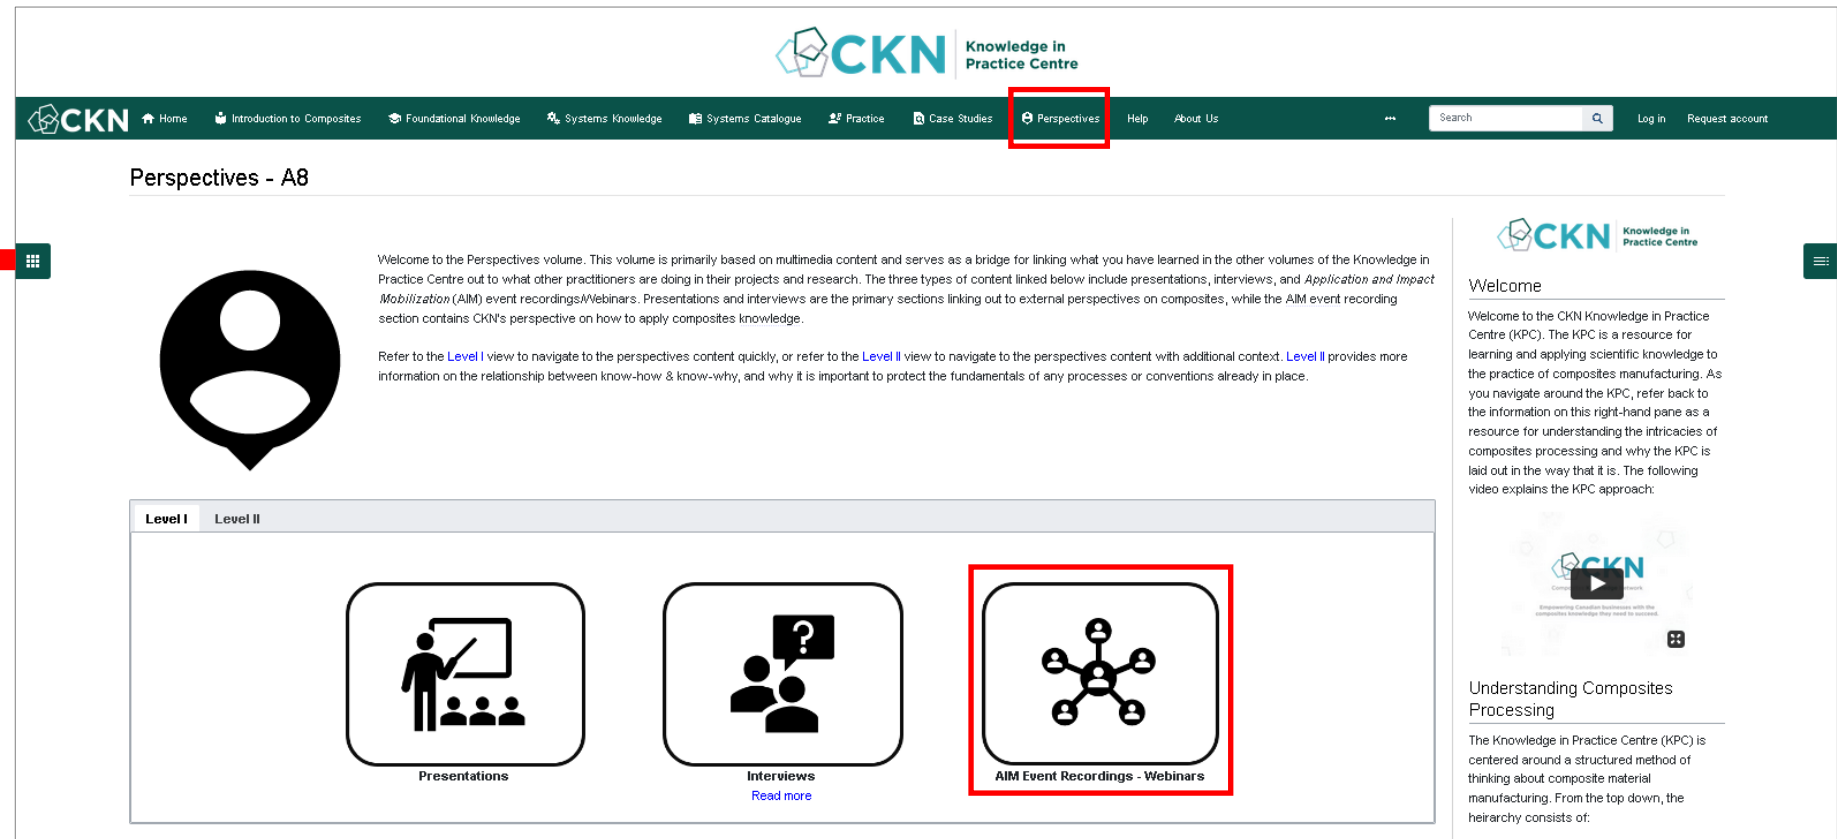 CKN Knowledge in
Practice Centre
CKN Home Introduction to Composites Foundational Knowledge Systems Knowledge Systems Catalogue Practice Case Studies Perspectives Help About Us ••• Search Log in Request account
Perspectives - A8
Welcome to the Perspectives volume. This volume is primarily based on multimedia content and serves as a bridge for linking what you have learned in the other volumes of the Knowledge in
Practice Centre out to what other practitioners are doing in their projects and research. The three types of content linked below include presentations, interviews, and Application and Impact
Mobilization (AIM) event recordings/Webinars. Presentations and interviews are the primary sections linking out to external perspectives on composites, while the AIM event recording
section contains CKN's perspective on how to apply composites knowledge.
Refer to the Level I view to navigate to the perspectives content quickly, or refer to the Level II view to navigate to the perspectives content with additional context. Level II provides more
information on the relationship between know-how & know-why, and why it is important to protect the fundamentals of any processes or conventions already in place.
Level I Level II
?
Presentations
Interviews
Read more
AIM Event Recordings - Webinars
CKN Knowledge in
Practice Centre
Welcome
Welcome to the CKN Knowledge in Practice
Centre (KPC). The KPC is a resource for
learning and applying scientific knowledge to
the practice of composites manufacturing. As
you navigate around the KPC, refer back to
the information on this right-hand pane as a
resource for understanding the intricacies of
composites processing and why the KPC is
laid out in the way that it is. The following
video explains the KPC approach:
CKN
Empowering Canadian businesses with the
composites knowledge they need to succeed.
Understanding Composites
Processing
The Knowledge in Practice Centre (KPC) is
centered around a structured method of
thinking about composite material
manufacturing. From the top down, the
heirarchy consists of: